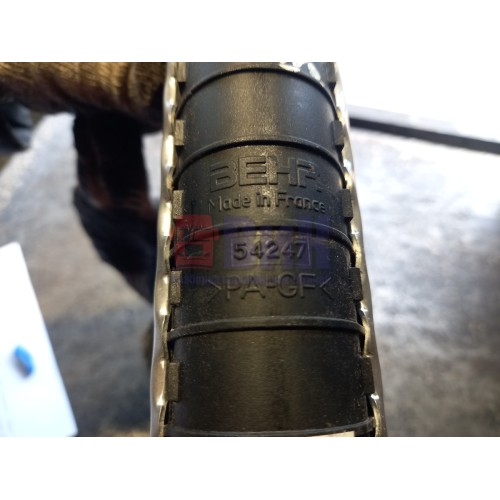 BEHR
Made in France
54247
>PA-GF<